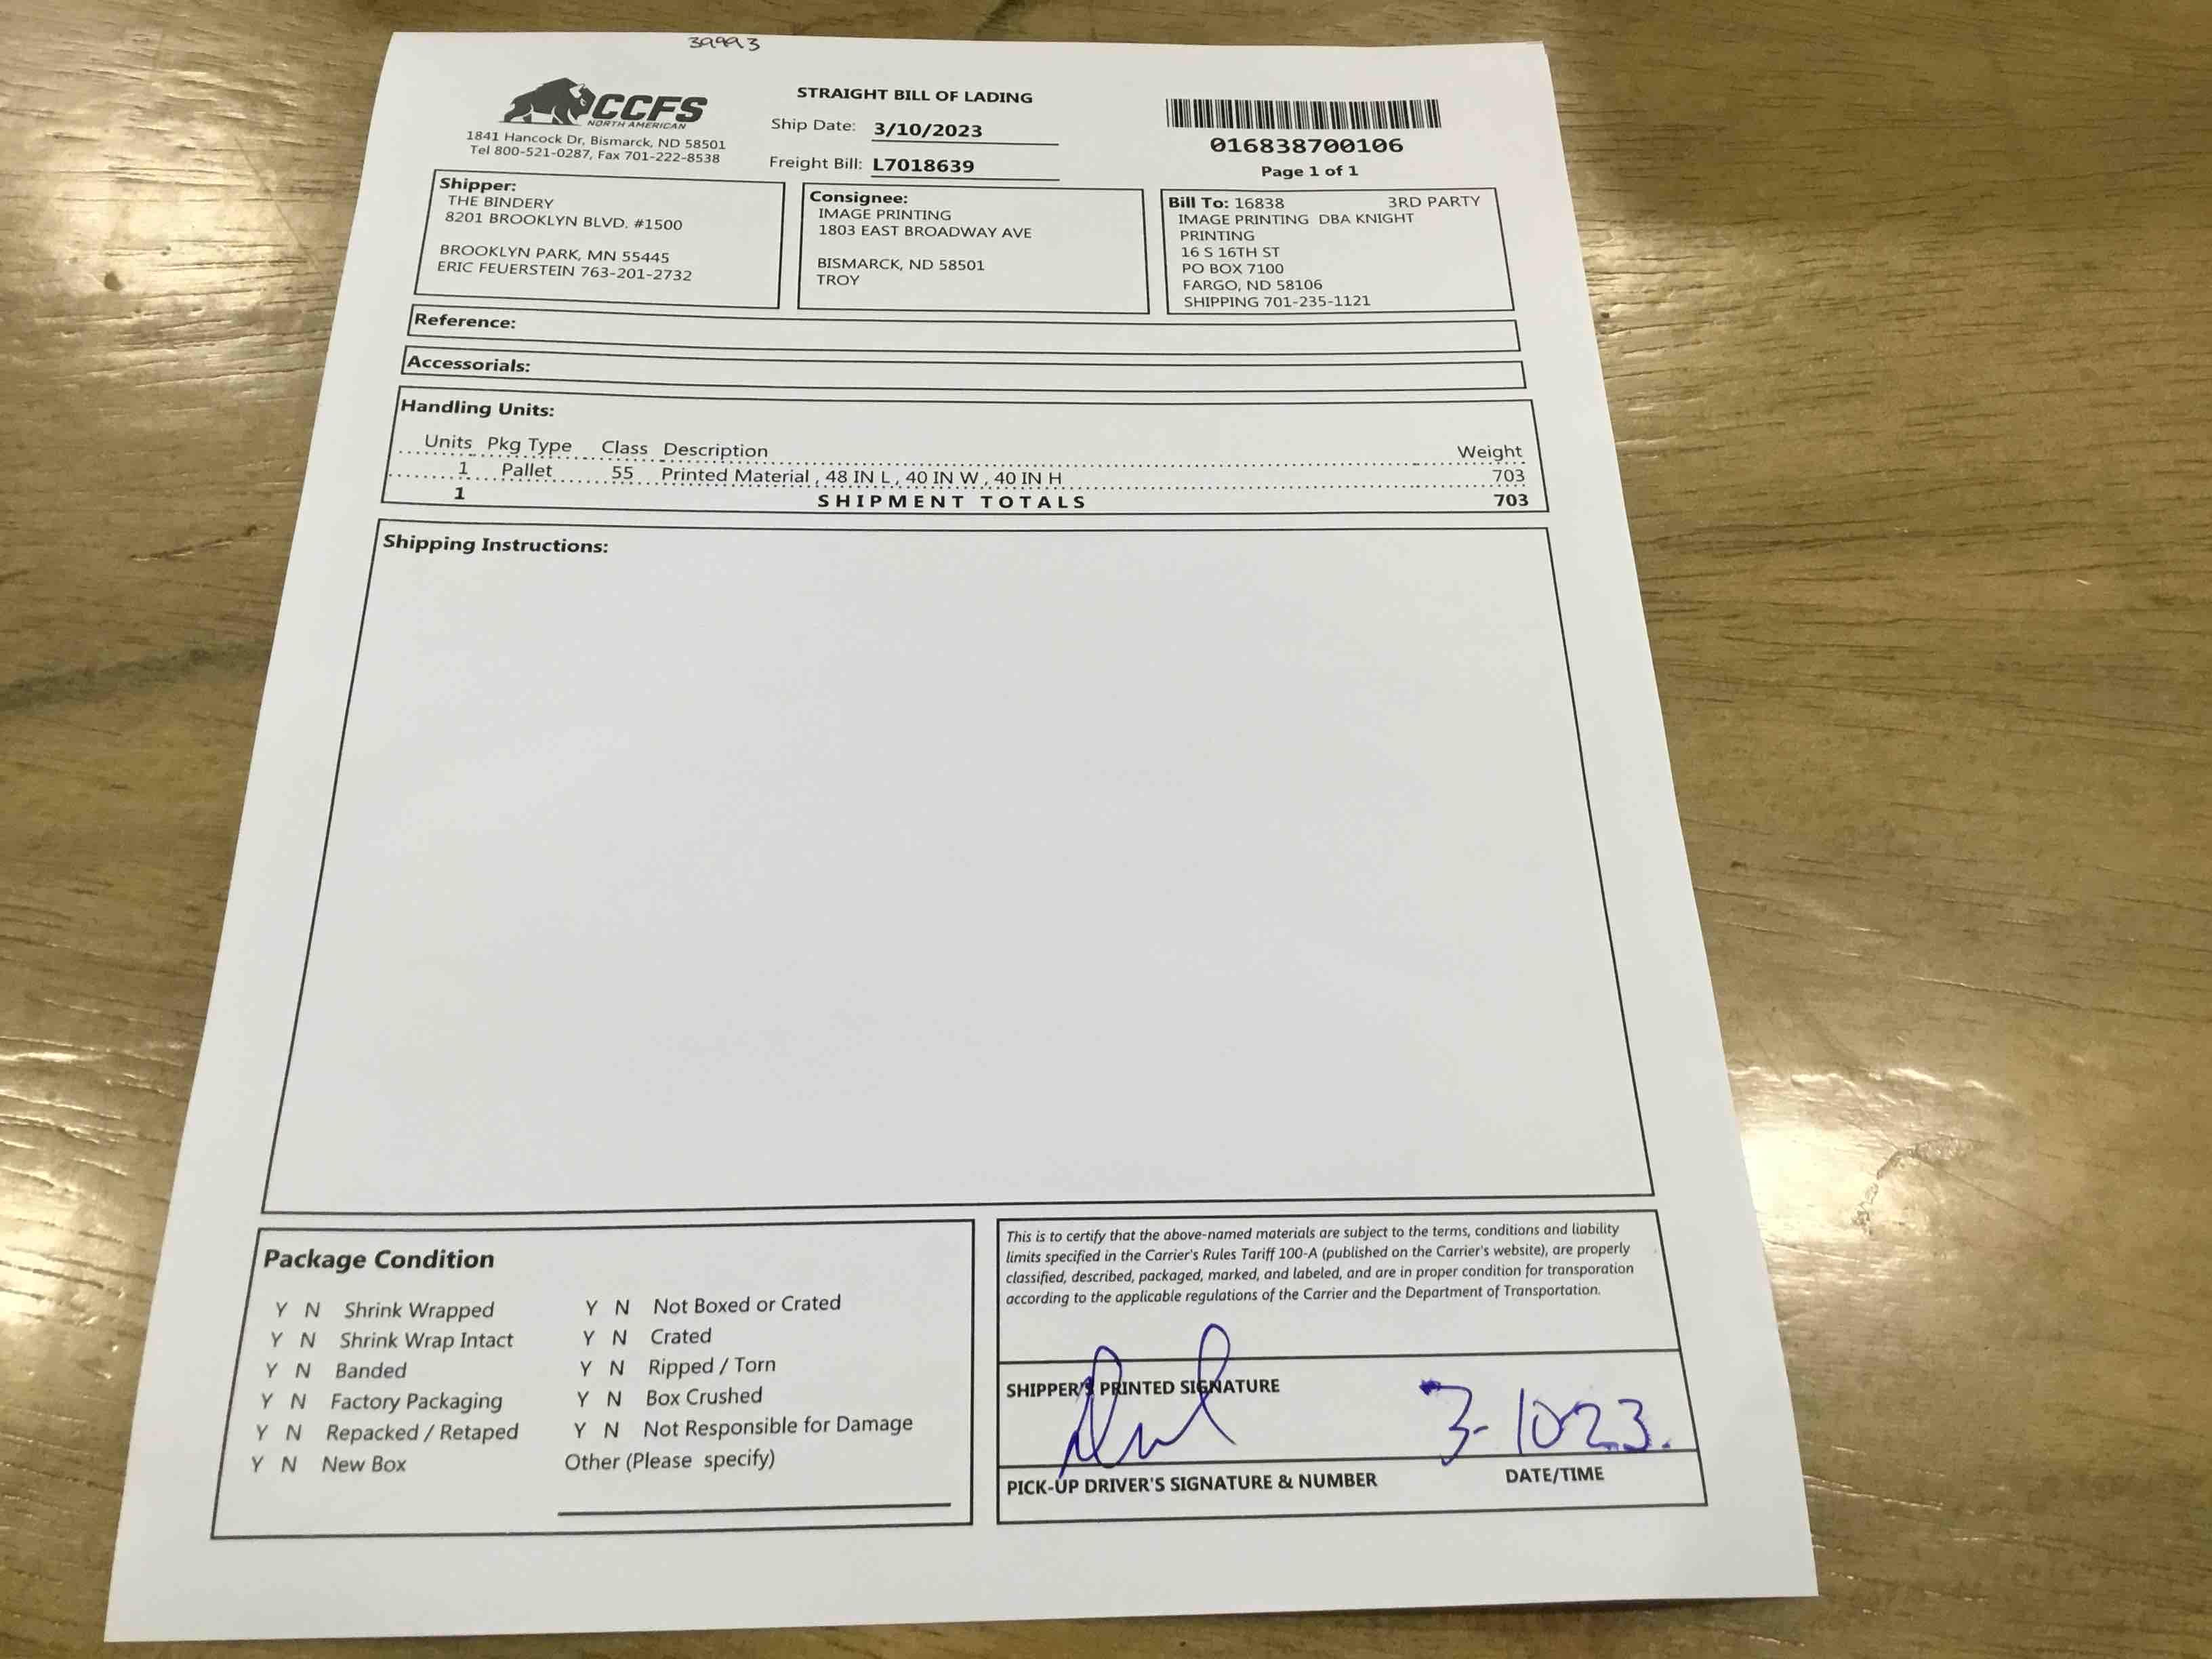 39993
CCFS
NORTH AMERICAN
1841 Hancock Dr, Bismarck, ND 58501
Tel 800-521-0287, Fax 701-222-8538
STRAIGHT BILL OF LADING
Ship Date: 3/10/2023
Freight Bill: L7018639
016838700106
Page 1 of 1
Shipper:
THE BINDERY
8201 BROOKLYN BLVD. #1500
BROOKLYN PARK, MN 55445
ERIC FEUERSTEIN 763-201-2732
Consignee:
IMAGE PRINTING
1803 EAST BROADWAY AVE
BISMARCK, ND 58501
TROY
Bill To: 16838 3RD PARTY
IMAGE PRINTING DBA KNIGHT
PRINTING
16 S 16TH ST
PO BOX 7100
FARGO, ND 58106
SHIPPING 701-235-1121
Reference:
Accessorials:
Handling Units:
Units Pkg Type Class Description Weight
1 Pallet 55 Printed Material , 48 IN L , 40 IN W , 40 IN H 703
1 SHIPMENT TOTALS 703
Shipping Instructions:
Package Condition
Y N Shrink Wrapped
Y N Shrink Wrap Intact
Y N Banded
Y N Factory Packaging
Y N Repacked / Retaped
Y N New Box
Y N Not Boxed or Crated
Y N Crated
Y N Ripped / Torn
Y N Box Crushed
Y N Not Responsible for Damage
Other (Please specify)
This is to certify that the above-named materials are subject to the terms, conditions and liability
limits specified in the Carrier's Rules Tariff 100-A (published on the Carrier's website), are properly
classified, described, packaged, marked, and labeled, and are in proper condition for transporation
according to the applicable regulations of the Carrier and the Department of Transportation.
SHIPPER'S PRINTED SIGNATURE
3-10-23.
PICK-UP DRIVER'S SIGNATURE & NUMBER DATE/TIME